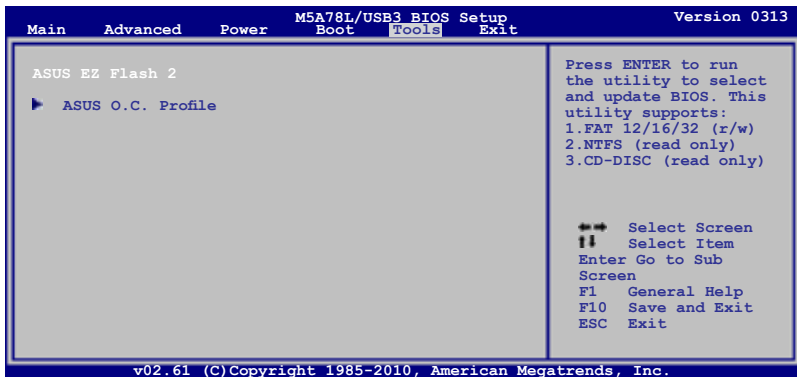 M5A78L/USB3 BIOS Setup Version 0313
Main Advanced Power Boot Tools Exit
ASUS EZ Flash 2
ASUS O.C. Profile
Press ENTER to run
the utility to select
and update BIOS. This
utility supports:
1.FAT 12/16/32 (r/w)
2.NTFS (read only)
3.CD-DISC (read only)
Select Screen
Select Item
Enter Go to Sub
Screen
F1 General Help
F10 Save and Exit
ESC Exit
v02.61 (C)Copyright 1985-2010, American Megatrends, Inc.